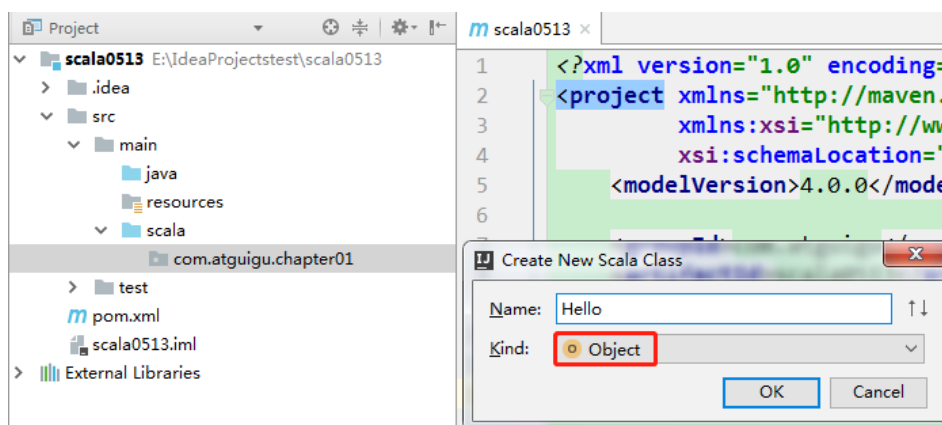 Project
scala0513 E:\IdeaProjectstest\scala0513
.idea
src
main
java
resources
scala
com.atguigu.chapter01
test
pom.xml
scala0513.iml
External Libraries
m scala0513
1 <?xml version="1.0" encoding=
2 <project xmlns="http://maven.
3 xmlns:xsi="http://ww
4 xsi:schemaLocation="
5 <modelVersion>4.0.0</mode
6
Create New Scala Class
Name: Hello
Kind: Object
OK Cancel